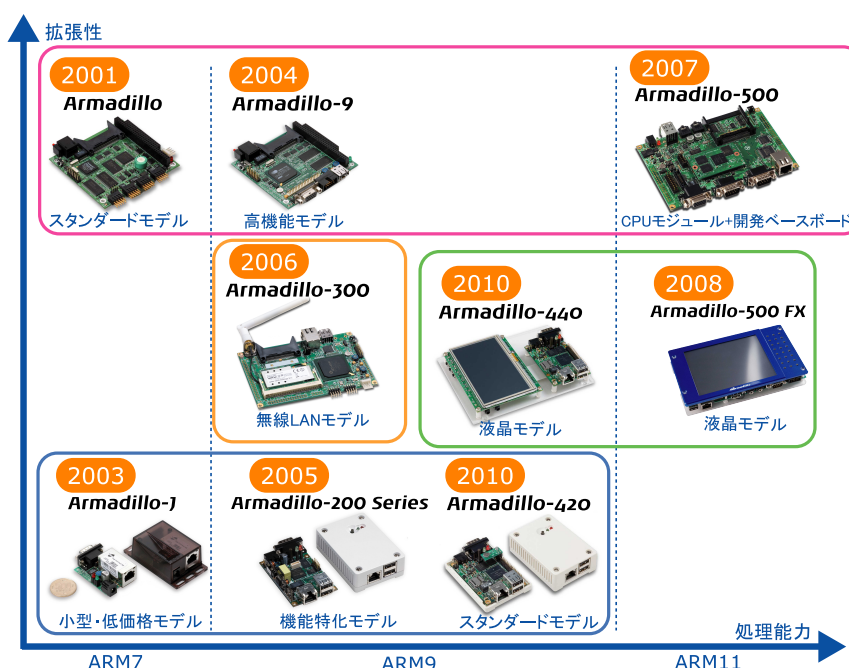 拡張性
2001
Armadillo
スタンダードモデル
2004
Armadillo-9
高機能モデル
2007
Armadillo-500
CPUモジュール+開発ベースボード
2006
Armadillo-300
無線LANモデル
2010
Armadillo-440
液晶モデル
2008
Armadillo-500 FX
液晶モデル
2003
Armadillo-J
小型・低価格モデル
2005
Armadillo-200 Series
機能特化モデル
2010
Armadillo-420
スタンダードモデル
処理能力
ARM7
ARM9
ARM11